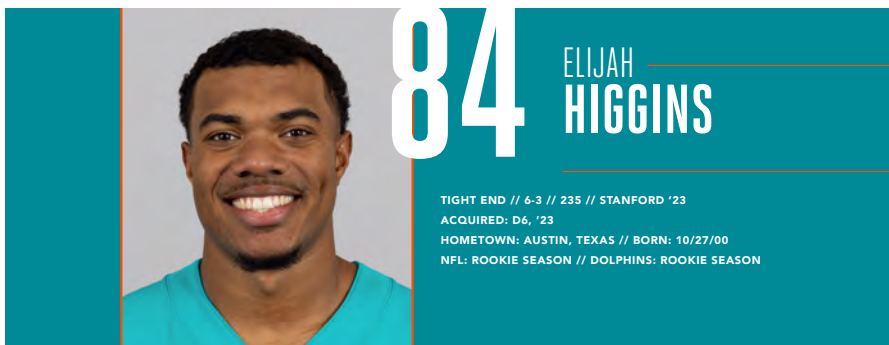 84
ELIJAH
HIGGINS
TIGHT END // 6-3 // 235 // STANFORD ’23
ACQUIRED: D6, ’23
HOMETOWN: AUSTIN, TEXAS // BORN: 10/27/00
NFL: ROOKIE SEASON // DOLPHINS: ROOKIE SEASON